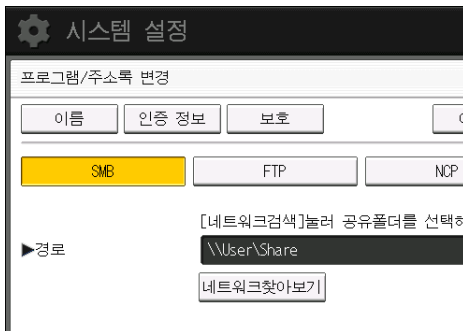 시스템 설정
프로그램/주소록 변경
이름 인증 정보 보호
SMB FTP NCP
[네트워크검색]눌러 공유폴더를 선택하
▶경로 \\User\Share
네트워크찾아보기